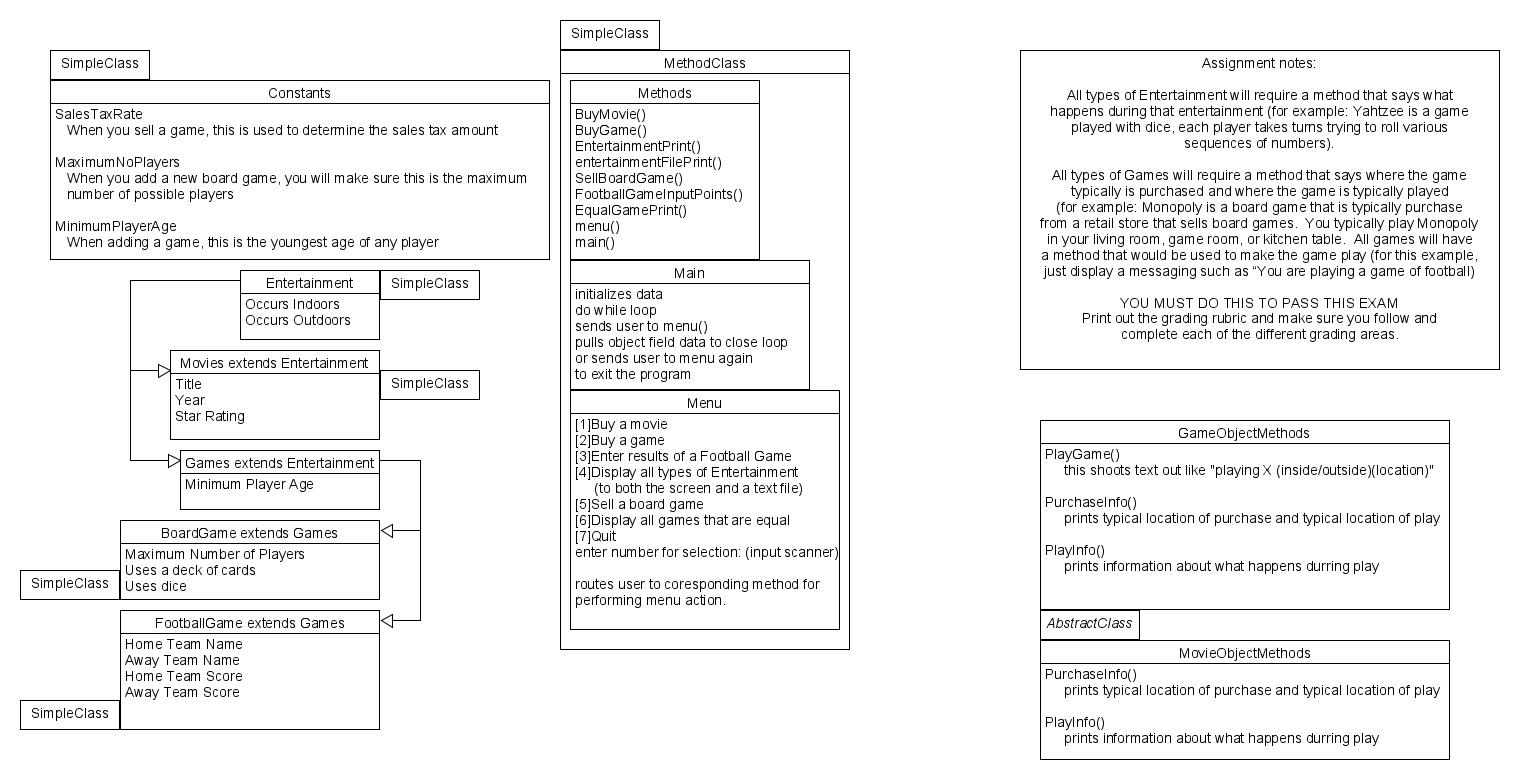 SimpleClass
Constants
SalesTaxRate
When you sell a game, this is used to determine the sales tax amount
MaximumNoPlayers
When you add a new board game, you will make sure this is the maximum
number of possible players
MinimumPlayerAge
When adding a game, this is the youngest age of any player
Entertainment
SimpleClass
Occurs Indoors
Occurs Outdoors
Movies extends Entertainment
SimpleClass
Title
Year
Star Rating
Games extends Entertainment
Minimum Player Age
BoardGame extends Games
Maximum Number of Players
Uses a deck of cards
Uses dice
SimpleClass
FootballGame extends Games
Home Team Name
Away Team Name
Home Team Score
Away Team Score
SimpleClass
SimpleClass
MethodClass
Methods
BuyMovie()
BuyGame()
EntertainmentPrint()
entertainmentFilePrint()
SellBoardGame()
FootballGameInputPoints()
EqualGamePrint()
menu()
main()
Main
initializes data
do while loop
sends user to menu()
pulls object field data to close loop
or sends user to menu again
to exit the program
Menu
[1]Buy a movie
[2]Buy a game
[3]Enter results of a Football Game
[4]Display all types of Entertainment
(to both the screen and a text file)
[5]Sell a board game
[6]Display all games that are equal
[7]Quit
enter number for selection: (input scanner)
routes user to coresponding method for
performing menu action.
Assignment notes:
All types of Entertainment will require a method that says what
happens during that entertainment (for example: Yahtzee is a game
played with dice, each player takes turns trying to roll various
sequences of numbers).
All types of Games will require a method that says where the game
typically is purchased and where the game is typically played
(for example: Monopoly is a board game that is typically purchase
from a retail store that sells board games. You typically play Monopoly
in your living room, game room, or kitchen table. All games will have
a method that would be used to make the game play (for this example,
just display a messaging such as "You are playing a game of football)
YOU MUST DO THIS TO PASS THIS EXAM
Print out the grading rubric and make sure you follow and
complete each of the different grading areas.
GameObjectMethods
PlayGame()
this shoots text out like "playing X (inside/outside)(location)"
PurchaseInfo()
prints typical location of purchase and typical location of play
PlayInfo()
prints information about what happens durring play
AbstractClass
MovieObjectMethods
PurchaseInfo()
prints typical location of purchase and typical location of play
PlayInfo()
prints information about what happens durring play